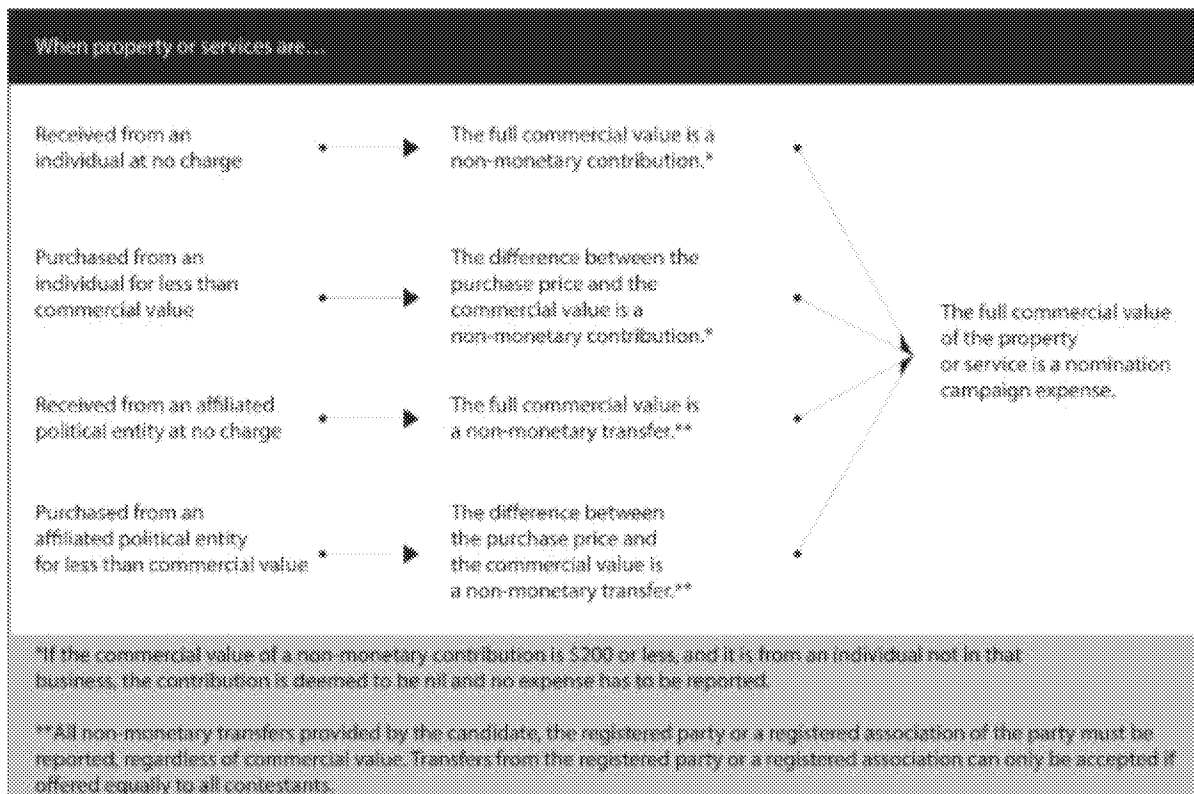 When property or services are…
Received from an
individual at no charge
The full commercial value is a
non-monetary contribution.*
Purchased from an
individual for less than
commercial value
The difference between the
purchase price and the
commercial value is a
non-monetary contribution.*
Received from an affiliated
political entity at no charge
The full commercial value is
a non-monetary transfer.**
Purchased from an
affiliated political entity
for less than commercial value
The difference between
the purchase price and
the commercial value is
a non-monetary transfer.**
The full commercial value
of the property
or service is a nomination
campaign expense.
*If the commercial value of a non-monetary contribution is $200 or less, and it is from an individual not in that
business, the contribution is deemed to be nil and no expense has to be reported.
**All non-monetary transfers provided by the candidate, the registered party or a registered association of the party must be
reported, regardless of commercial value. Transfers from the registered party or a registered association can only be accepted if
offered equally to all contestants.